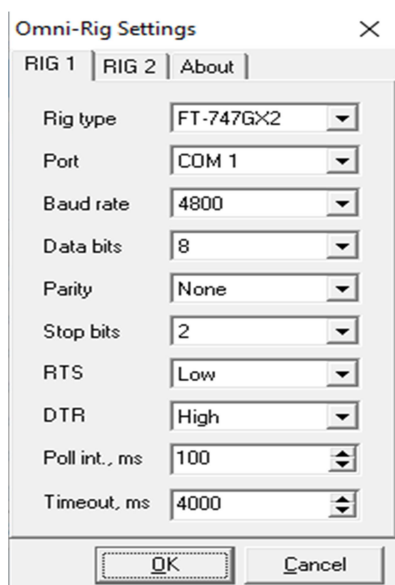 Omni-Rig Settings
RIG 1 RIG 2 About
Rig type FT-747GX2
Port COM 1
Baud rate 4800
Data bits 8
Parity None
Stop bits 2
RTS Low
DTR High
Poll int., ms 100
Timeout, ms 4000
OK Cancel